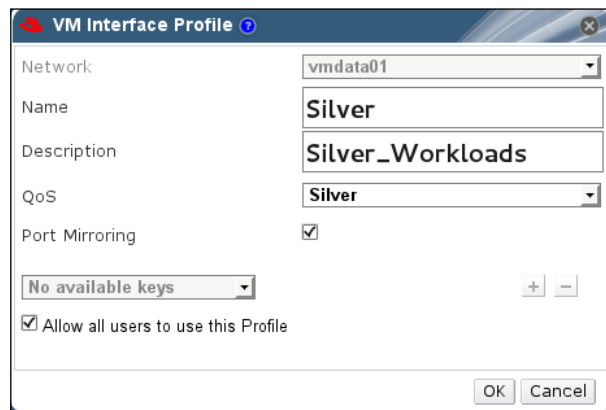 VM Interface Profile ?
Network vmdata01
Name Silver
Description Silver_Workloads
QoS Silver
Port Mirroring
No available keys + −
Allow all users to use this Profile
OK Cancel